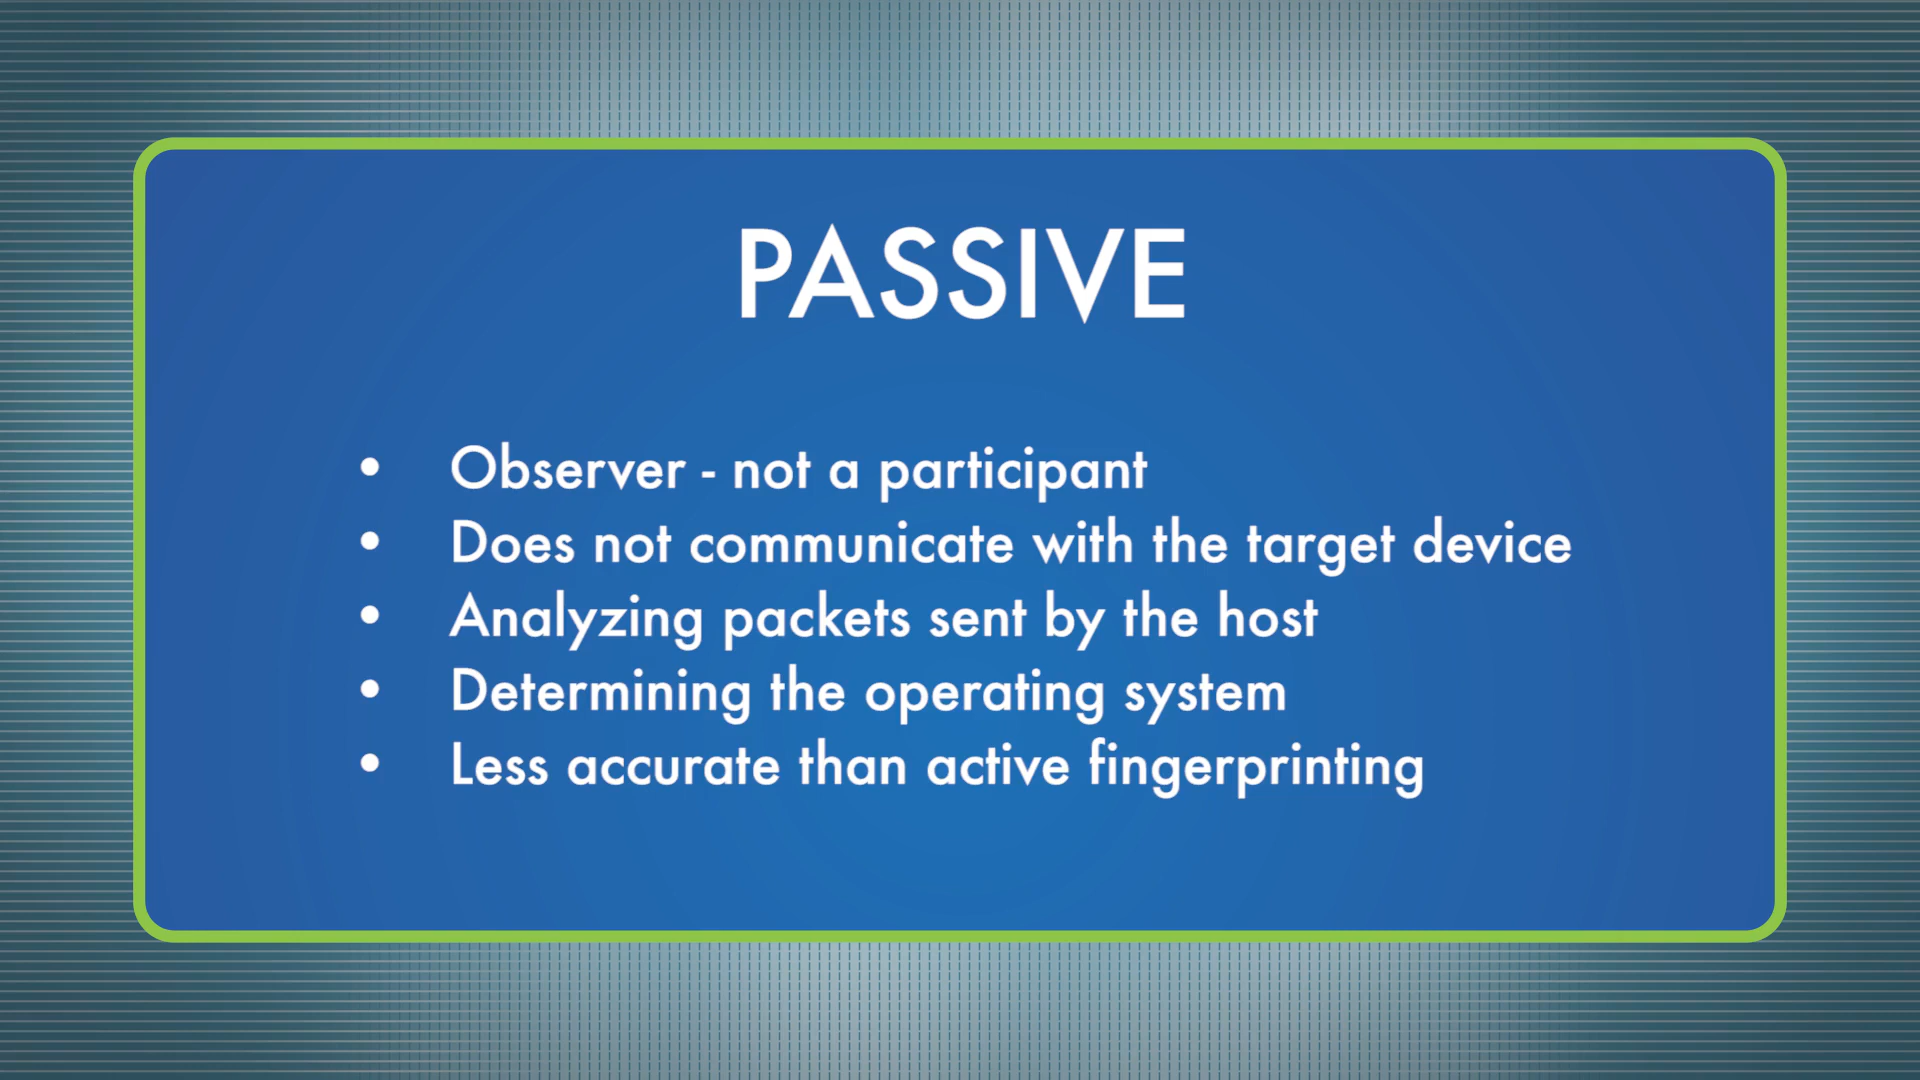 PASSIVE
• Observer - not a participant
• Does not communicate with the target device
• Analyzing packets sent by the host
• Determining the operating system
• Less accurate than active fingerprinting